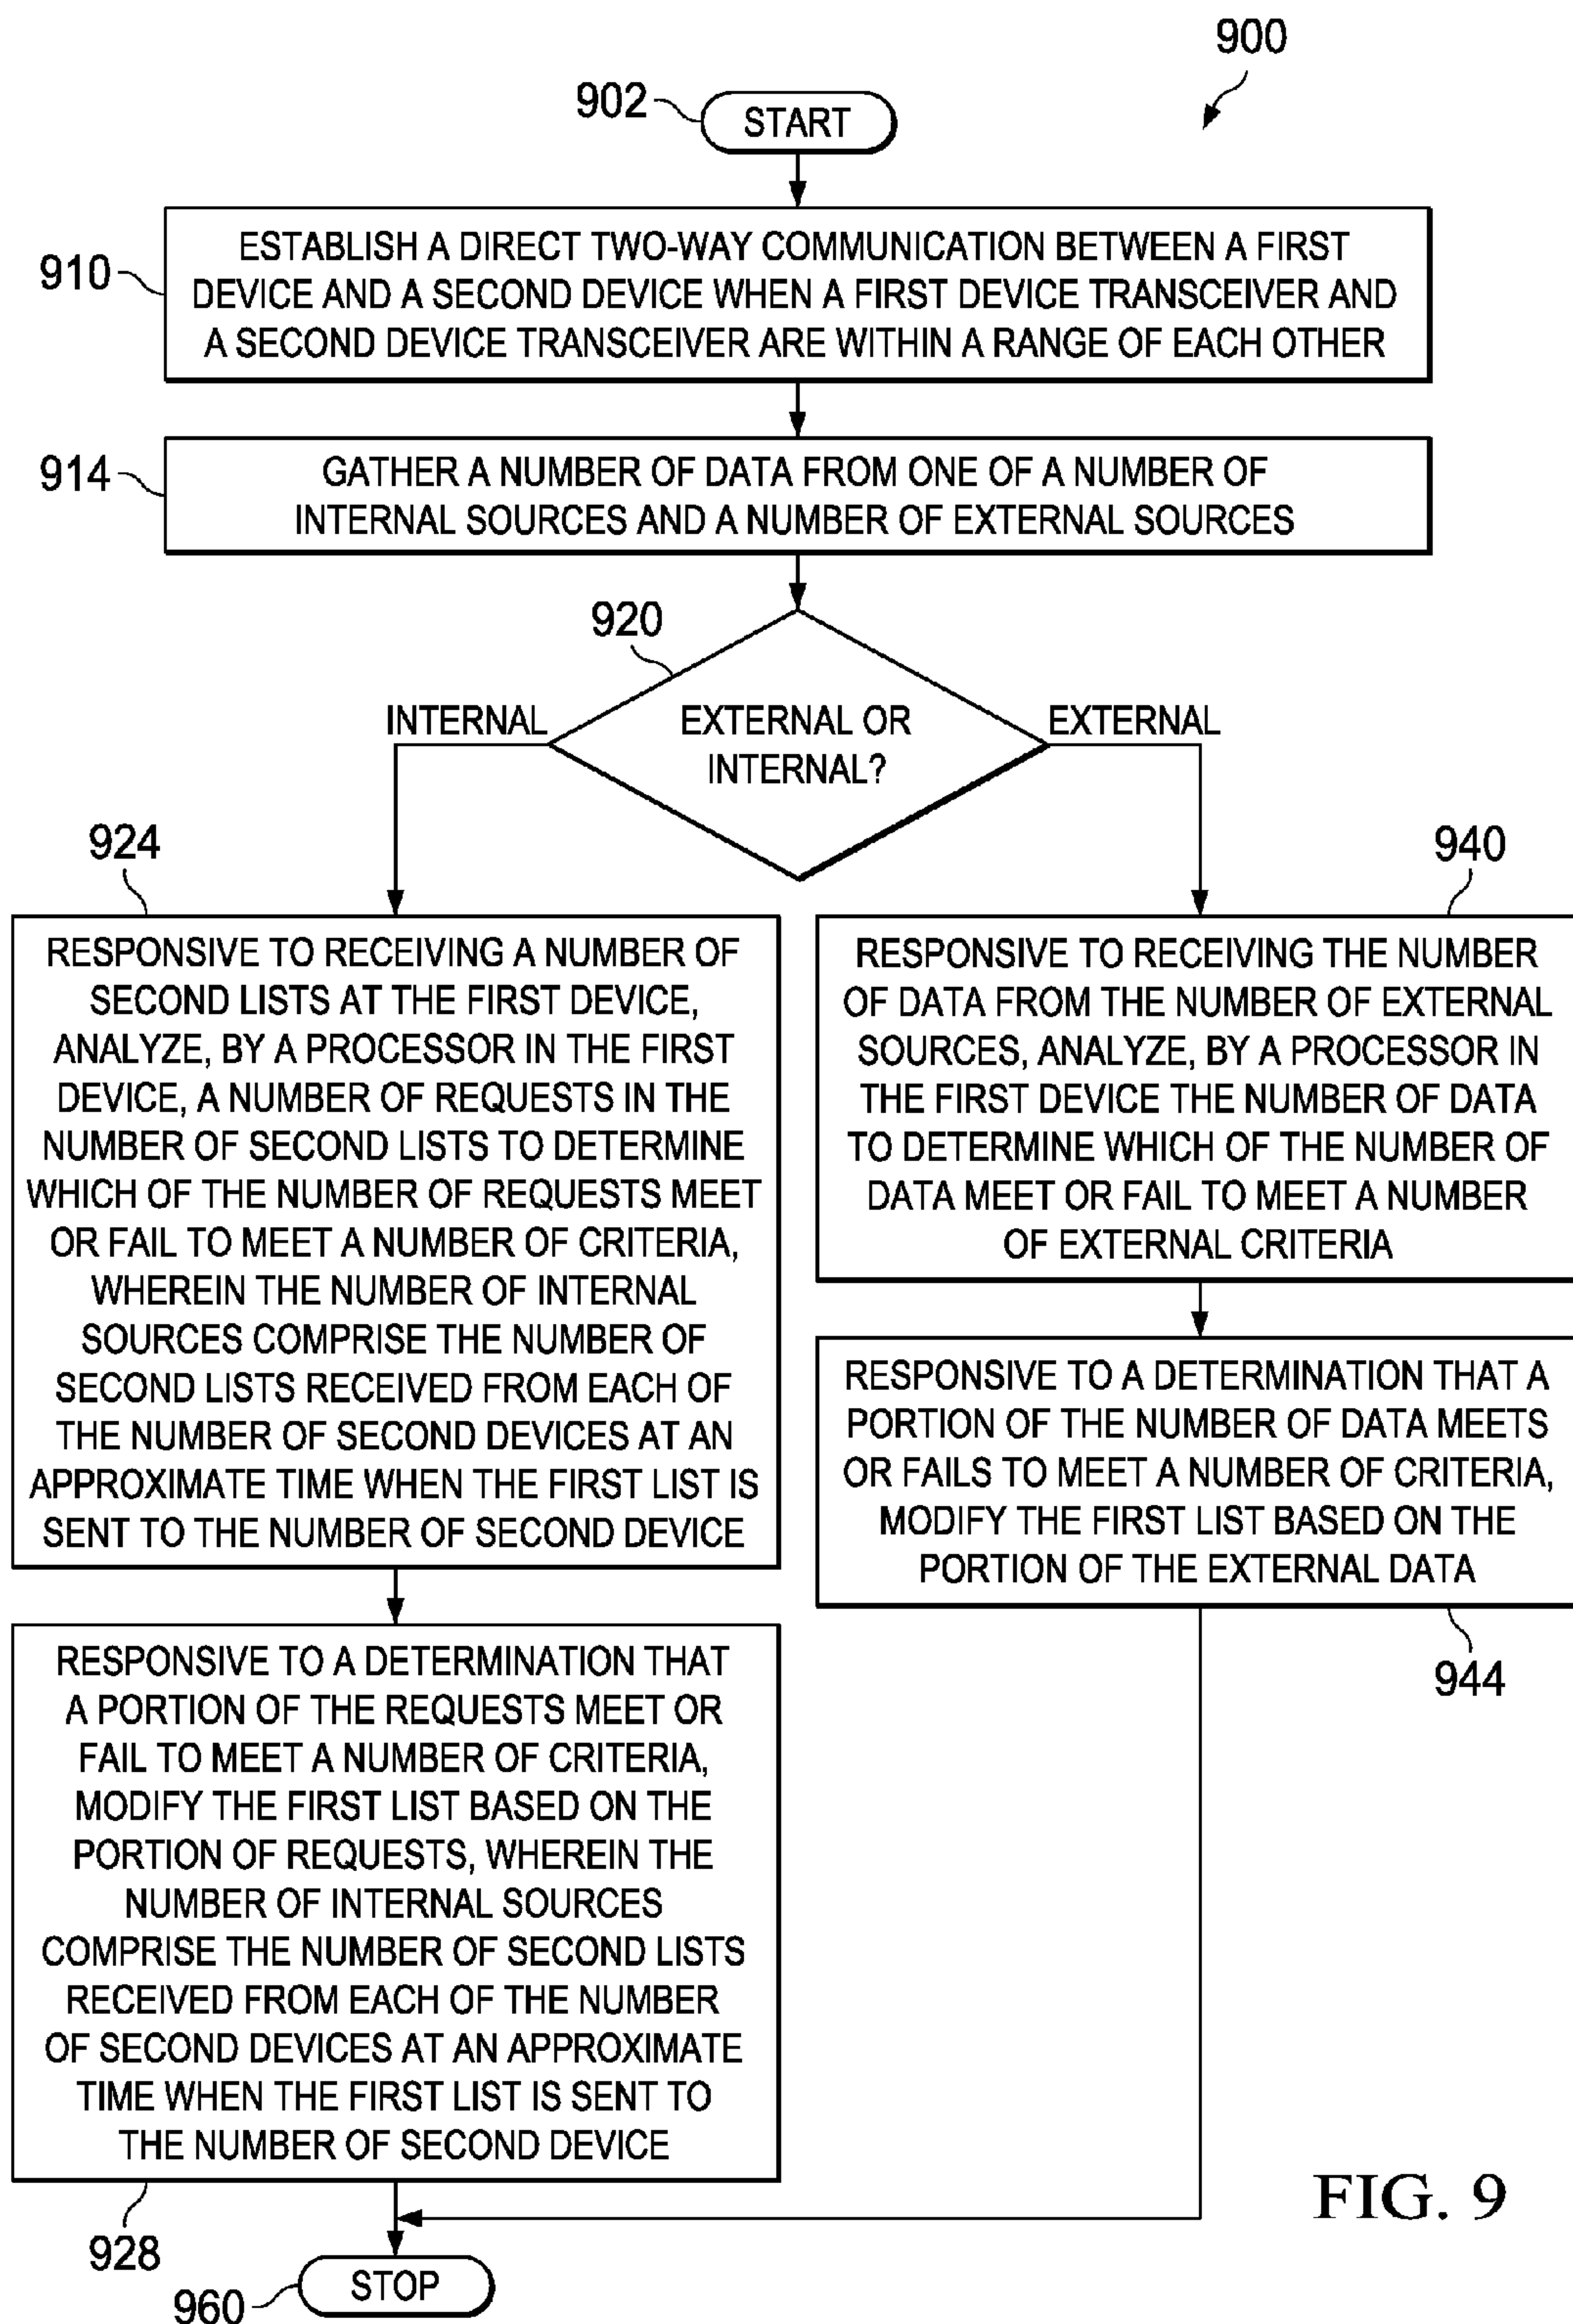 900
902
START
910
ESTABLISH A DIRECT TWO-WAY COMMUNICATION BETWEEN A FIRST
DEVICE AND A SECOND DEVICE WHEN A FIRST DEVICE TRANSCEIVER AND
A SECOND DEVICE TRANSCEIVER ARE WITHIN A RANGE OF EACH OTHER
914
GATHER A NUMBER OF DATA FROM ONE OF A NUMBER OF
INTERNAL SOURCES AND A NUMBER OF EXTERNAL SOURCES
920
INTERNAL
EXTERNAL OR
INTERNAL?
EXTERNAL
924
RESPONSIVE TO RECEIVING A NUMBER OF
SECOND LISTS AT THE FIRST DEVICE,
ANALYZE, BY A PROCESSOR IN THE FIRST
DEVICE, A NUMBER OF REQUESTS IN THE
NUMBER OF SECOND LISTS TO DETERMINE
WHICH OF THE NUMBER OF REQUESTS MEET
OR FAIL TO MEET A NUMBER OF CRITERIA,
WHEREIN THE NUMBER OF INTERNAL
SOURCES COMPRISE THE NUMBER OF
SECOND LISTS RECEIVED FROM EACH OF
THE NUMBER OF SECOND DEVICES AT AN
APPROXIMATE TIME WHEN THE FIRST LIST IS
SENT TO THE NUMBER OF SECOND DEVICE
RESPONSIVE TO A DETERMINATION THAT
A PORTION OF THE REQUESTS MEET OR
FAIL TO MEET A NUMBER OF CRITERIA,
MODIFY THE FIRST LIST BASED ON THE
PORTION OF REQUESTS, WHEREIN THE
NUMBER OF INTERNAL SOURCES
COMPRISE THE NUMBER OF SECOND LISTS
RECEIVED FROM EACH OF THE NUMBER
OF SECOND DEVICES AT AN APPROXIMATE
TIME WHEN THE FIRST LIST IS SENT TO
THE NUMBER OF SECOND DEVICE
928
940
RESPONSIVE TO RECEIVING THE NUMBER
OF DATA FROM THE NUMBER OF EXTERNAL
SOURCES, ANALYZE, BY A PROCESSOR IN
THE FIRST DEVICE THE NUMBER OF DATA
TO DETERMINE WHICH OF THE NUMBER OF
DATA MEET OR FAIL TO MEET A NUMBER
OF EXTERNAL CRITERIA
RESPONSIVE TO A DETERMINATION THAT A
PORTION OF THE NUMBER OF DATA MEETS
OR FAILS TO MEET A NUMBER OF CRITERIA,
MODIFY THE FIRST LIST BASED ON THE
PORTION OF THE EXTERNAL DATA
944
960
STOP
FIG. 9